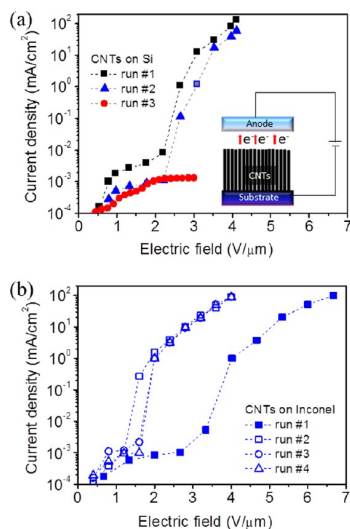 (a)
Current density (mA/cm²)
10²
10¹
10⁰
10⁻¹
10⁻²
10⁻³
10⁻⁴
CNTs on Si
run #1
run #2
run #3
Anode
e⁻ e⁻ e⁻
CNTs
Substrate
0 1 2 3 4 5 6 7
Electric field (V/μm)
(b)
Current density (mA/cm²)
10²
10¹
10⁰
10⁻¹
10⁻²
10⁻³
10⁻⁴
CNTs on Inconel
run #1
run #2
run #3
run #4
0 1 2 3 4 5 6 7
Electric field (V/μm)